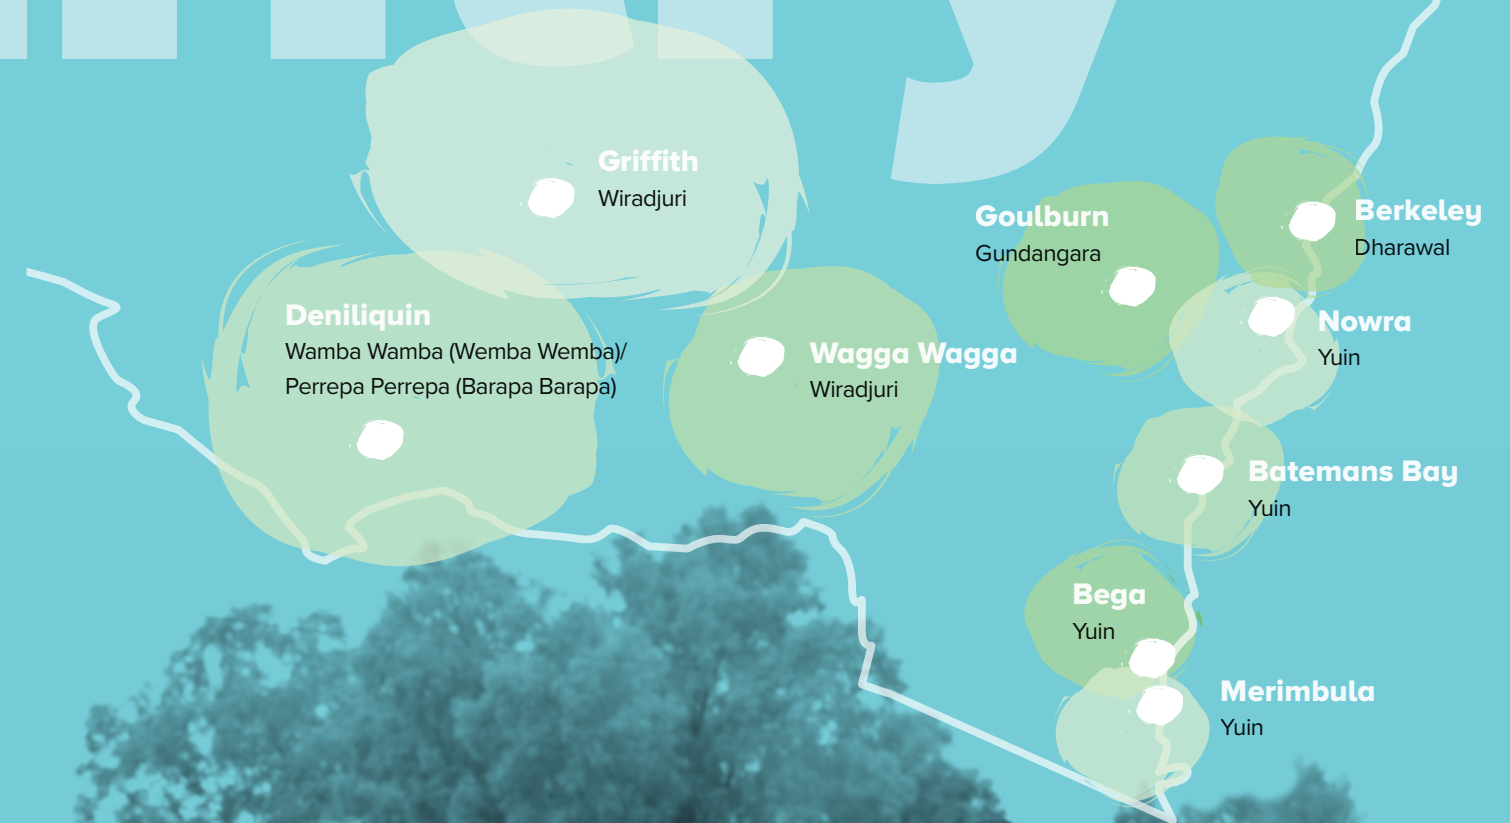 Griffith
Wiradjuri
Goulburn
Gundangara
Berkeley
Dharawal
Deniliquin
Wamba Wamba (Wemba Wemba)/
Perrepa Perrepa (Barapa Barapa)
Wagga Wagga
Wiradjuri
Nowra
Yuin
Batemans Bay
Yuin
Bega
Yuin
Merimbula
Yuin